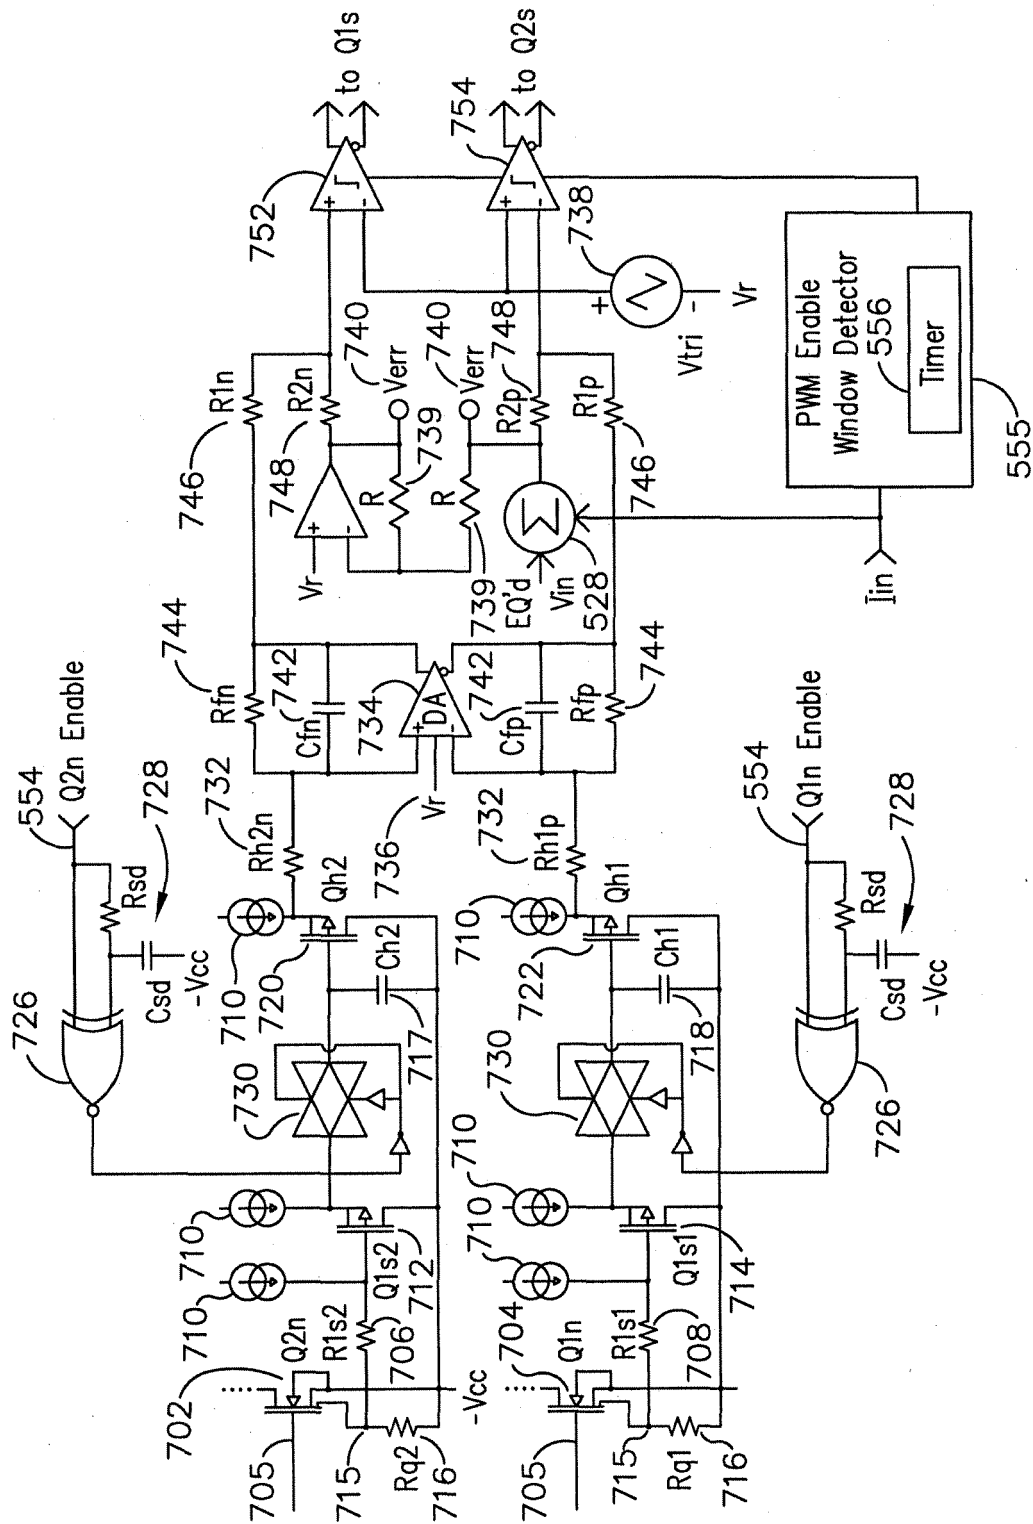 554
Q2n Enable
726
Rsd
728
Csd
-Vcc
732
Rh2n
744
Rfn
742
Cfn
746
R1n
748
R2n
Vr
R
740
Verr
752
+
-
to Q1s
702
Q2n
710
710
730
710
720
Qh2
736
Vr
734
DA
+
-
+
-
739
R
740
Verr
739
705
R1s2
706
Q1s2
712
717
Ch2
715
Rq2
716
-Vcc
742
Cfp
EQ'd
Vin
528
Σ
R2p
748
754
+
-
to Q2s
704
Q1n
710
710
730
710
722
Qh1
732
Rh1p
Rfp
744
R1p
746
738
+
-
Vtri
Vr
705
R1s1
708
Q1s1
714
718
Ch1
715
Rq1
716
554
Q1n Enable
726
Rsd
728
Csd
-Vcc
Iin
PWM Enable
Window Detector
556
Timer
555